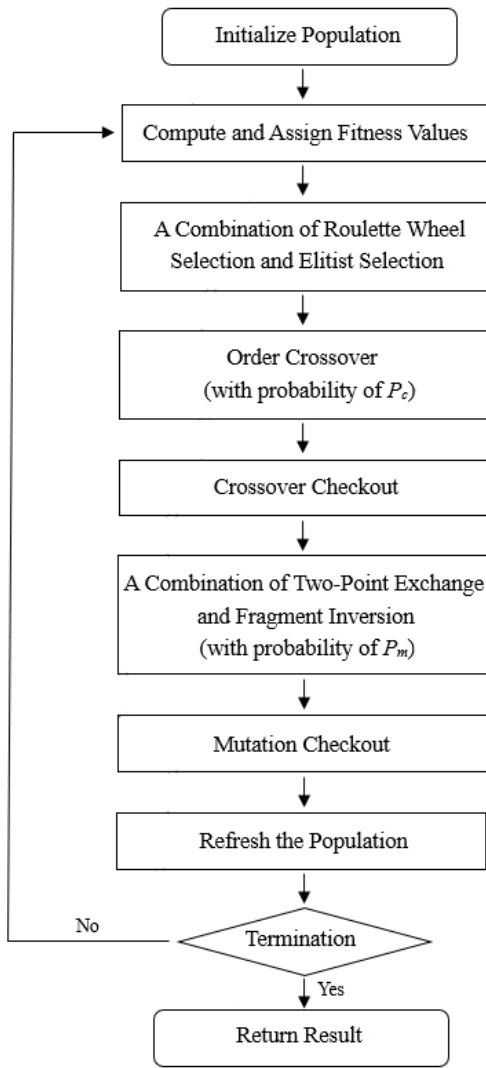 Initialize Population
Compute and Assign Fitness Values
A Combination of Roulette Wheel
Selection and Elitist Selection
Order Crossover
(with probability of Pc)
Crossover Checkout
A Combination of Two-Point Exchange
and Fragment Inversion
(with probability of Pm)
Mutation Checkout
Refresh the Population
Termination
No
Yes
Return Result